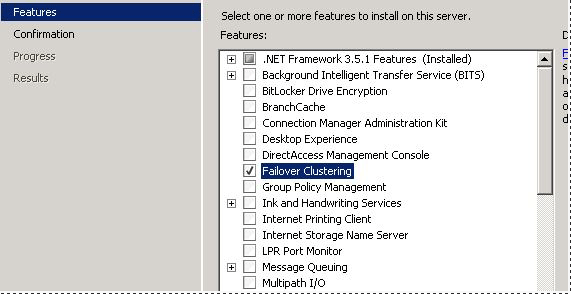 Features
Confirmation
Progress
Results
Select one or more features to install on this server.
Features:
.NET Framework 3.5.1 Features (Installed)
Background Intelligent Transfer Service (BITS)
BitLocker Drive Encryption
BranchCache
Connection Manager Administration Kit
Desktop Experience
DirectAccess Management Console
Failover Clustering
Group Policy Management
Ink and Handwriting Services
Internet Printing Client
Internet Storage Name Server
LPR Port Monitor
Message Queuing
Multipath I/O